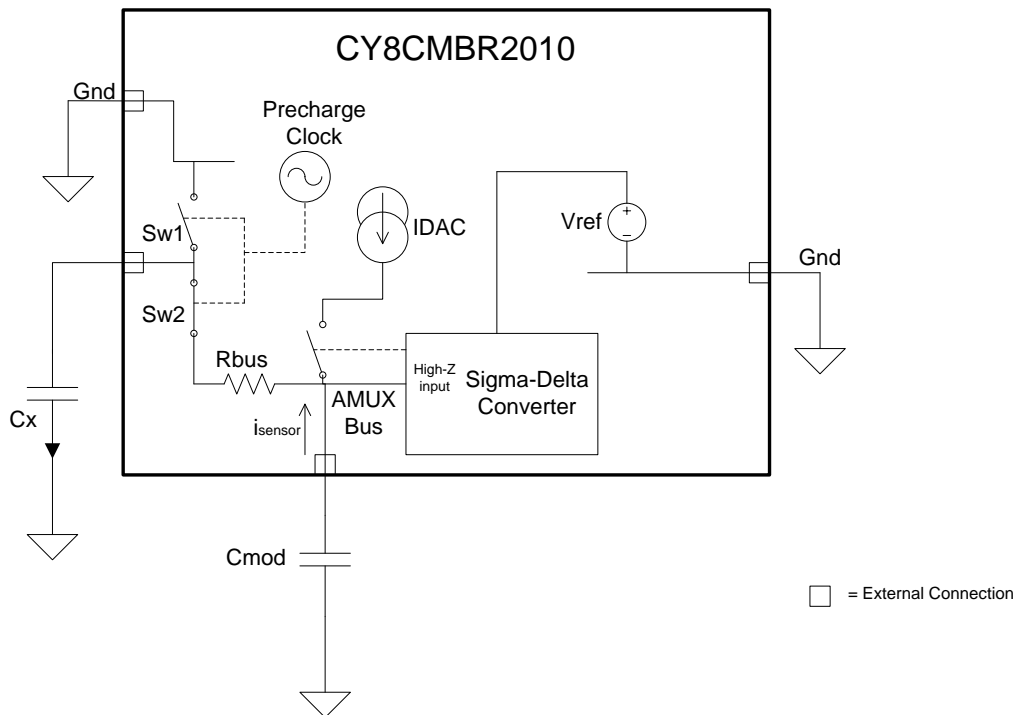 CY8CMBR2010
Gnd
Precharge
Clock
IDAC
Vref
Sw1
Gnd
Sw2
Rbus
High-Z
input
Sigma-Delta
Converter
AMUX
Bus
isensor
Cx
Cmod
= External Connection